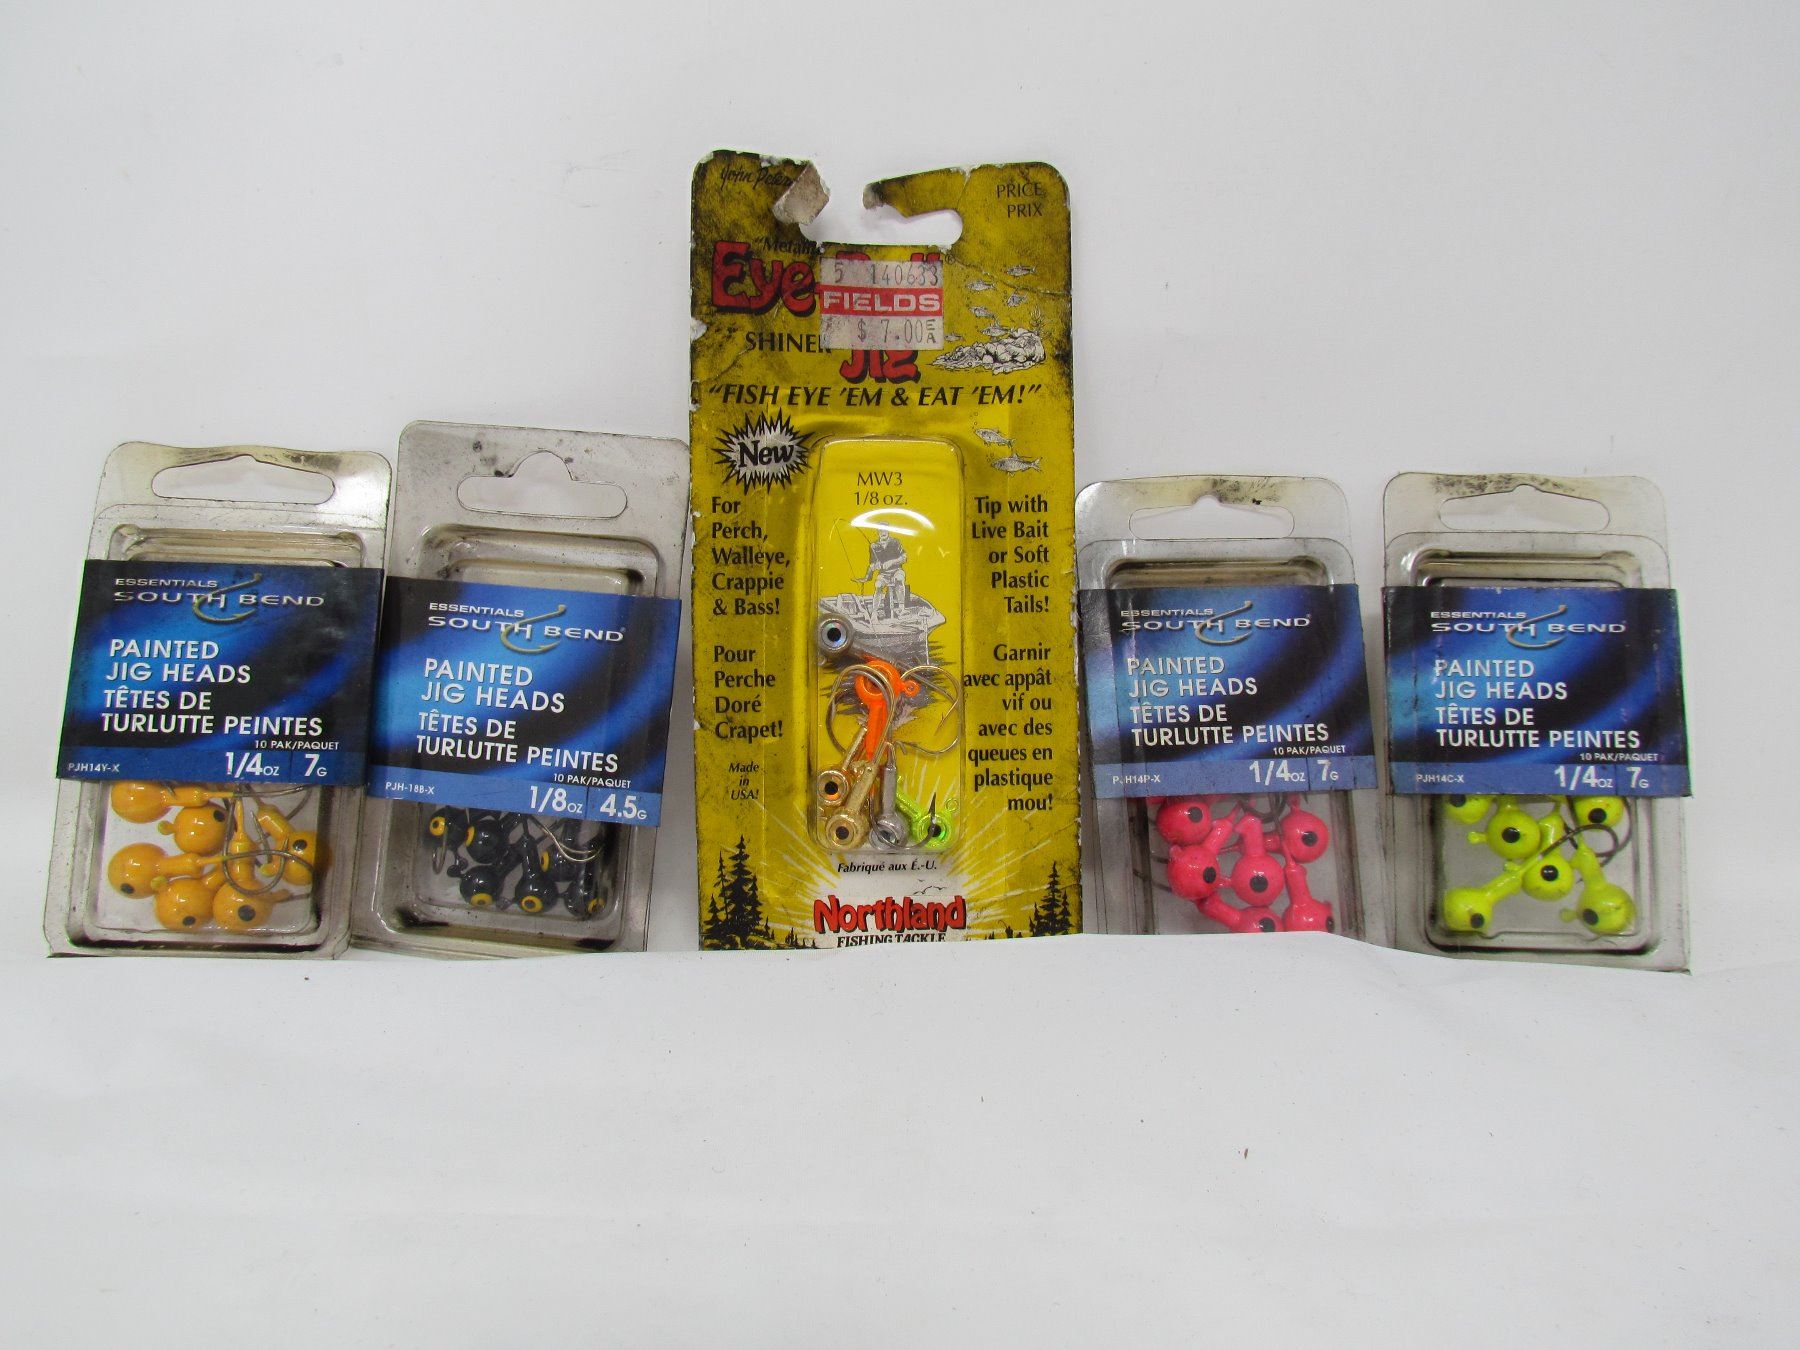 ESSENTIALS
SOUTH BEND
PAINTED
JIG HEADS
TÊTES DE
TURLUTTE PEINTES
10 PAK/PAQUET
PJH14Y-X 1/4OZ 7G
ESSENTIALS
SOUTH BEND
PAINTED
JIG HEADS
TÊTES DE
TURLUTTE PEINTES
10 PAK/PAQUET
PJH-18B-X 1/8OZ 4.5G
John
PRICE
PRIX
Eye
5 140633
FIELDS
$ 7.00 EA
SHINER JIG
"FISH EYE 'EM & EAT 'EM!"
New
MW3
1/8 oz.
For
Perch,
Walleye,
Crappie
& Bass!
Tip with
Live Bait
or Soft
Plastic
Tails!
Pour
Perche
Doré
Crapet!
Garnir
avec appât
vif ou
avec des
queues en
plastique
mou!
Made
in
USA!
Fabriqué aux É.-U.
Northland
FISHING TACKLE
ESSENTIALS
SOUTH BEND
PAINTED
JIG HEADS
TÊTES DE
TURLUTTE PEINTES
10 PAK/PAQUET
PJH14P-X 1/4OZ 7G
ESSENTIALS
SOUTH BEND
PAINTED
JIG HEADS
TÊTES DE
TURLUTTE PEINTES
10 PAK/PAQUET
PJH14C-X 1/4OZ 7G